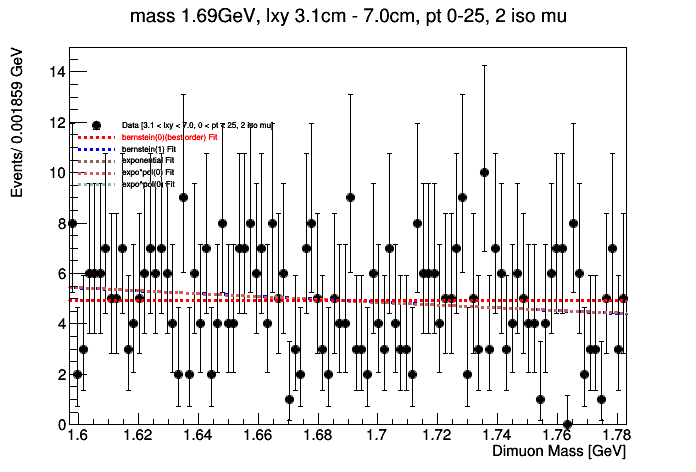 mass 1.69GeV, lxy 3.1cm - 7.0cm, pt 0-25, 2 iso mu
Events/ 0.001859 GeV
14
12
10
8
6
4
2
0
Data [3.1 < lxy < 7.0, 0 < pt < 25, 2 iso mu]
bernstein(0)(best order) Fit
bernstein(1) Fit
exponential Fit
expo*pol(0) Fit
expo*pol(0) Fit
1.6 1.62 1.64 1.66 1.68 1.7 1.72 1.74 1.76 1.78
Dimuon Mass [GeV]